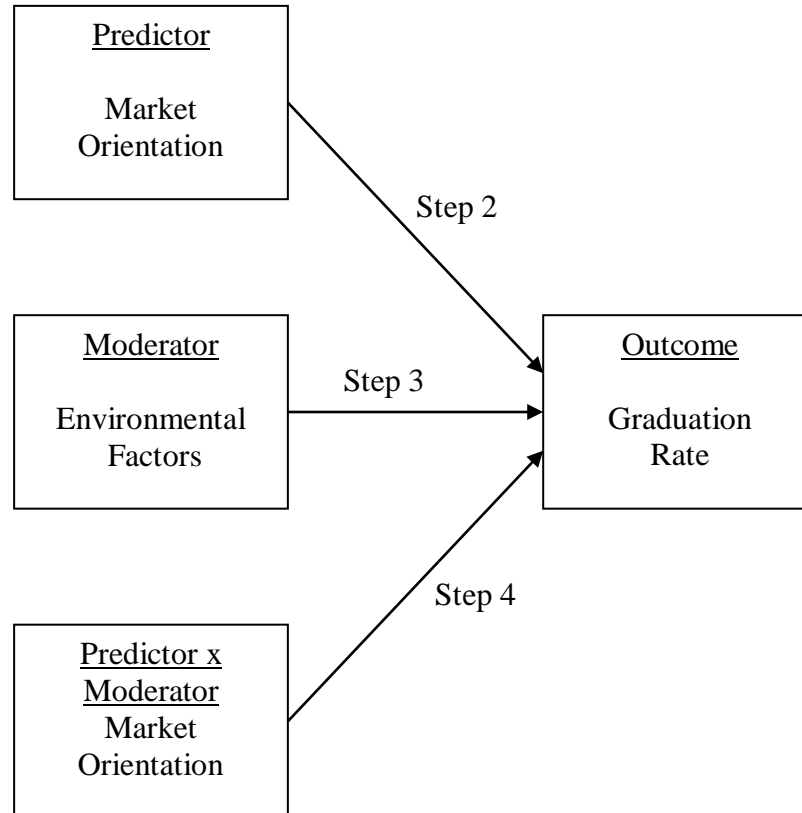 Predictor
Market
Orientation
Step 2
Moderator
Environmental
Factors
Step 3
Outcome
Graduation
Rate
Step 4
Predictor x
Moderator
Market
Orientation